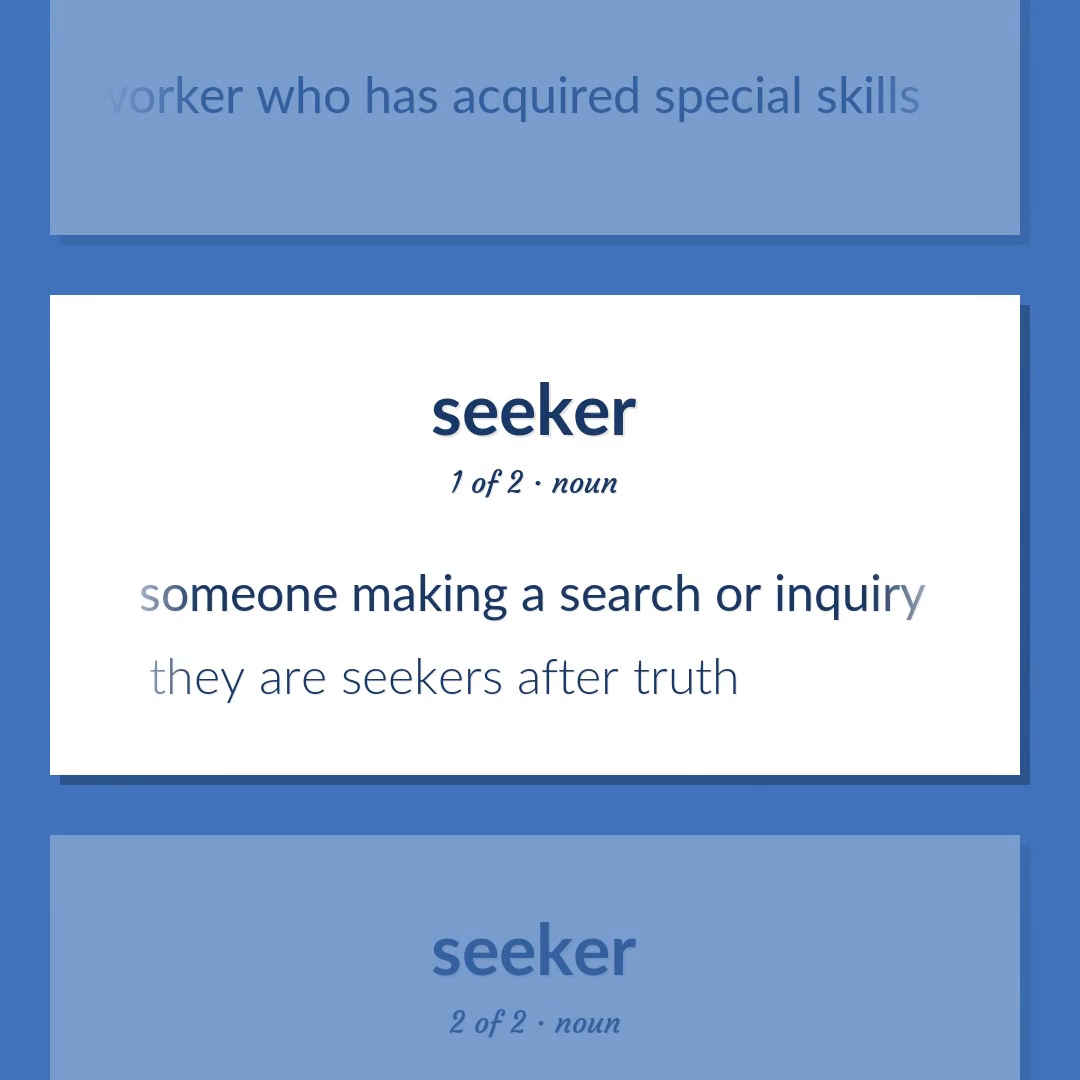 worker who has acquired special skills
seeker
1 of 2 · noun
someone making a search or inquiry
they are seekers after truth
seeker
2 of 2 · noun